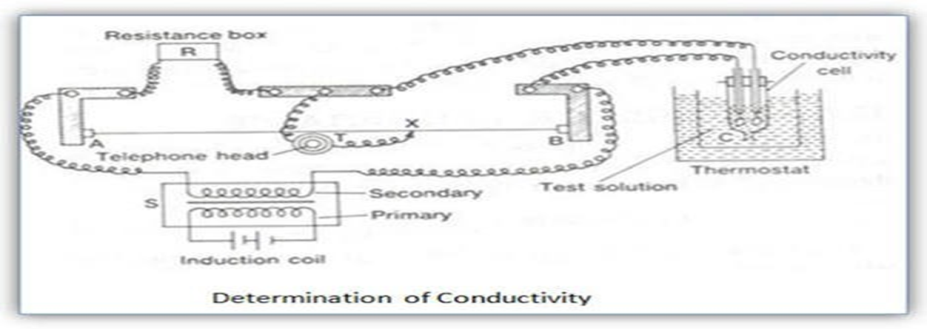 Resistance box
R
Conductivity
cell
X
A
T
B
C
Telephone head
Thermostat
Test solution
S
Secondary
Primary
Induction coil
Determination of Conductivity